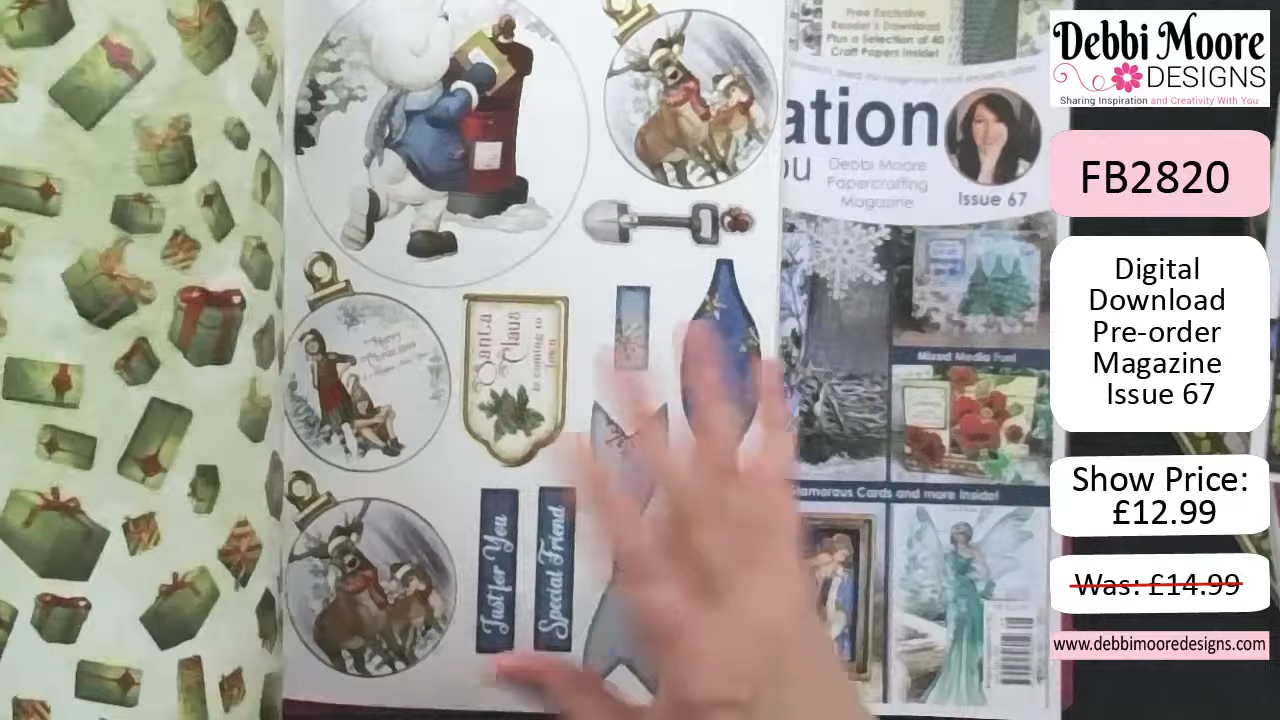 Free Exclusive
Reader's Download
Plus a Selection of 40
Craft Papers Inside!
ation
ou
Debbi Moore
Papercrafting
Magazine
Issue 67
Mixed Media Fun!
Glamorous Cards and more Inside!
Merry
Christmas
Santa
Claus
is coming to
Town
Just for You
Special Friend
Debbi Moore
DESIGNS
Sharing Inspiration and Creativity With You
FB2820
Digital
Download
Pre-order
Magazine
Issue 67
Show Price:
£12.99
Was: £14.99
www.debbimooredesigns.com